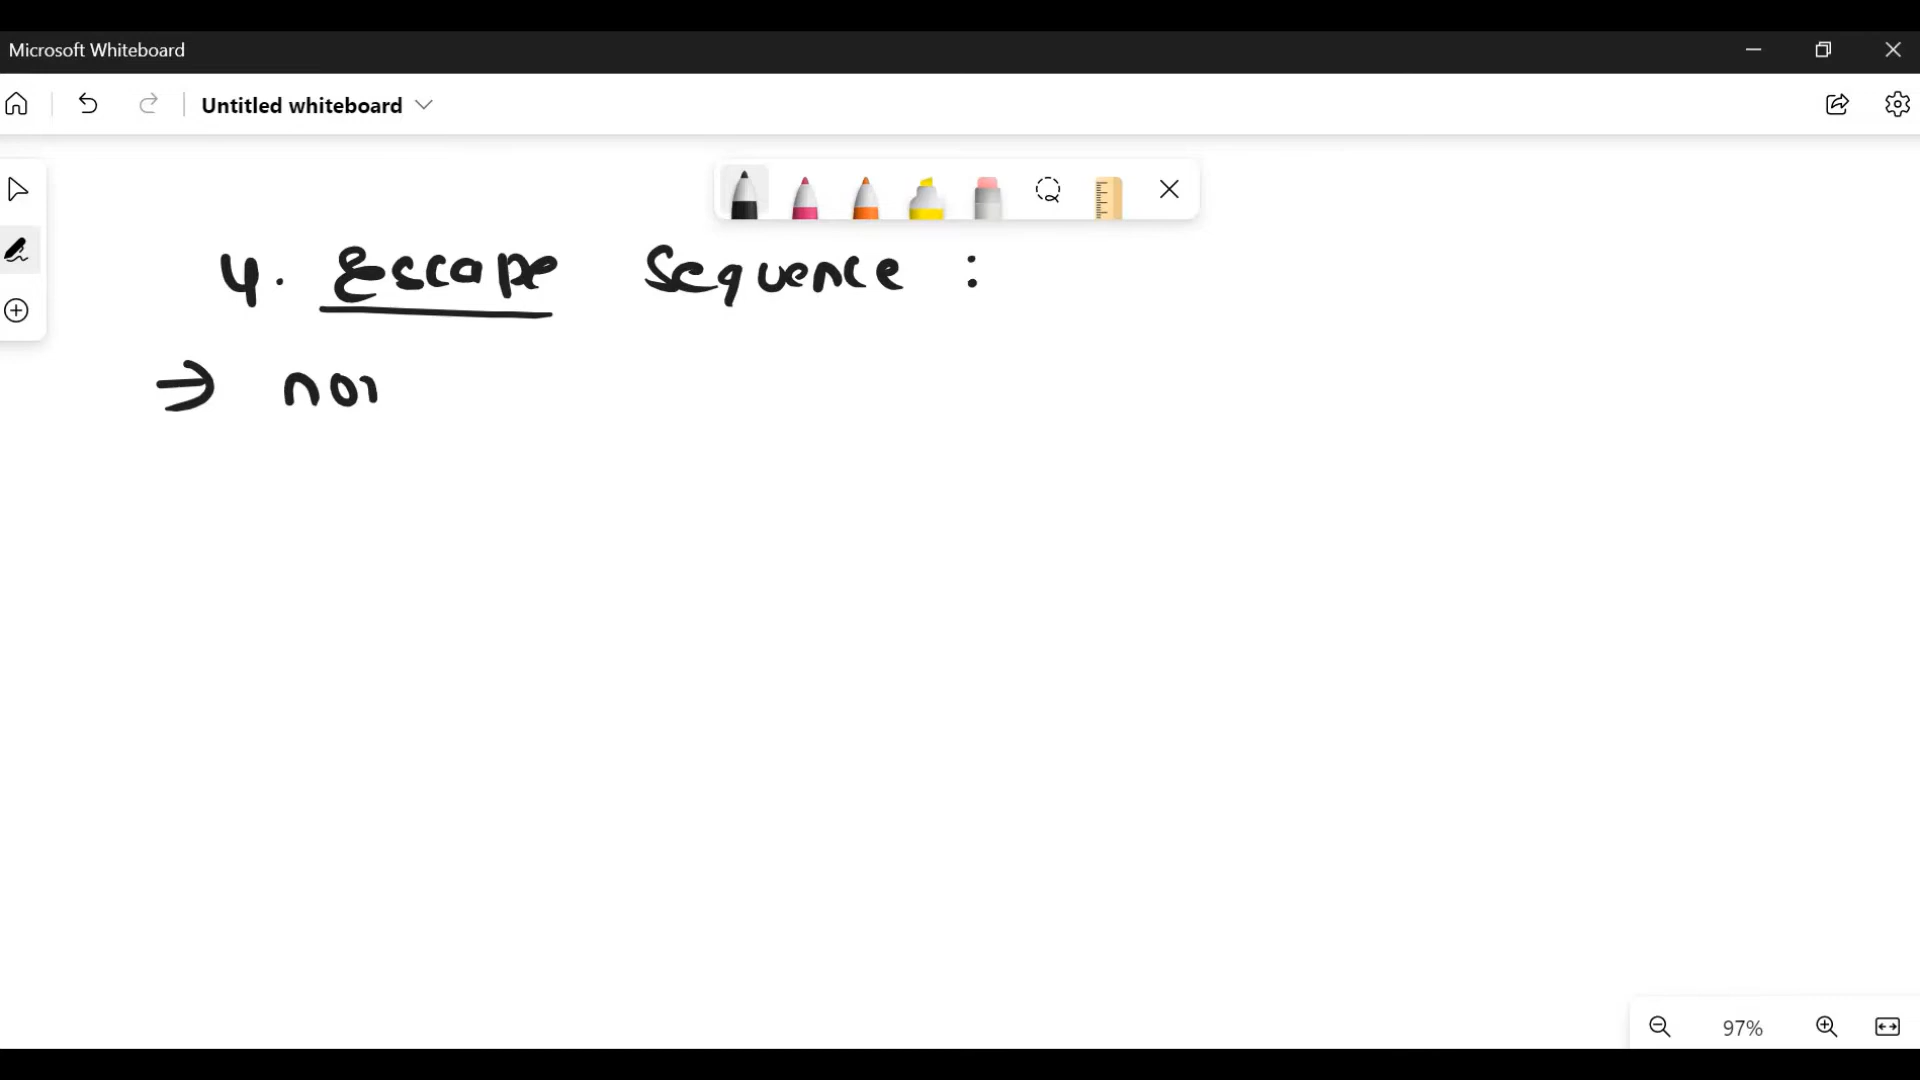 Microsoft Whiteboard
Untitled whiteboard
4. Escape Sequence :
→
97%